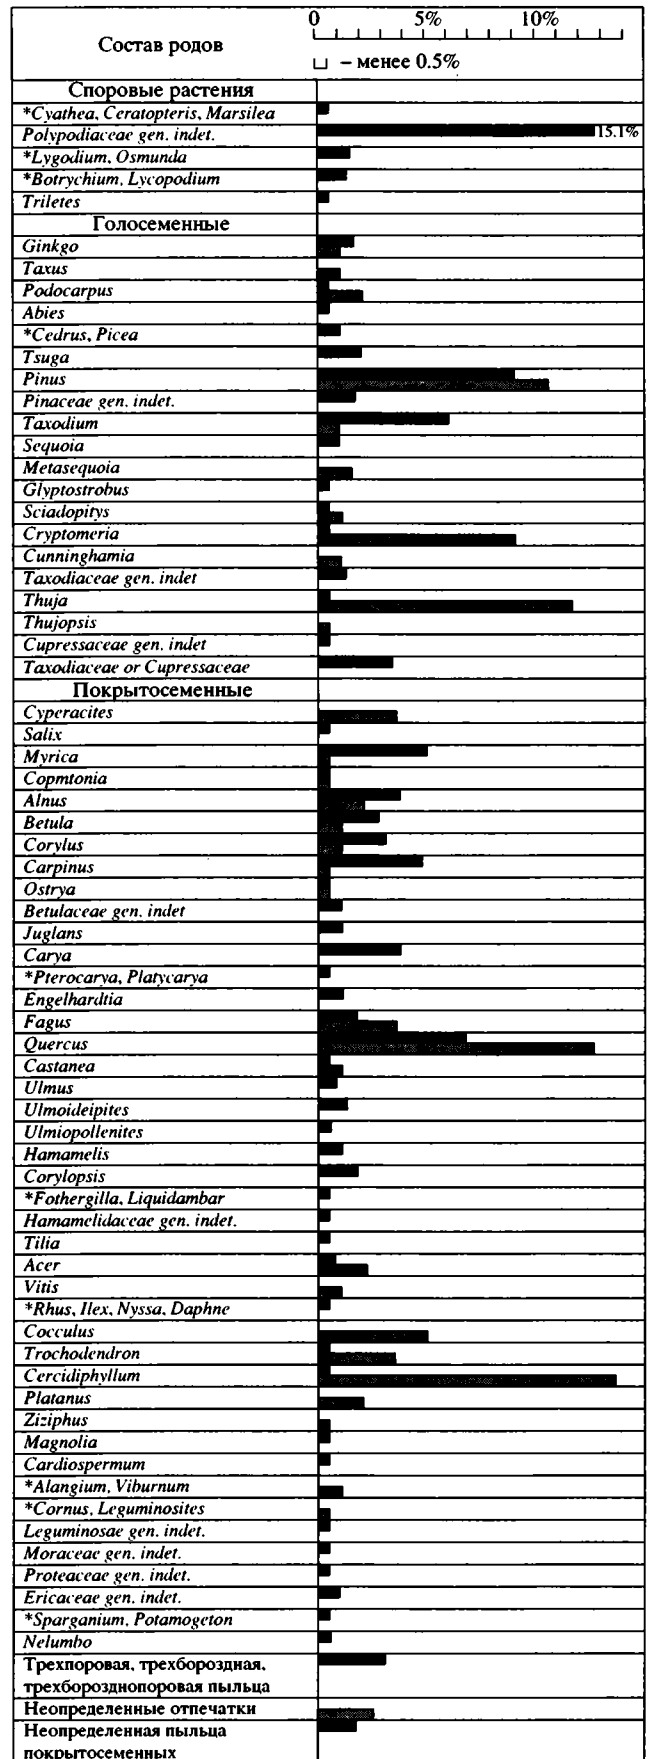 Состав родов
0 5% 10%
– менее 0.5%
Споровые растения
*Cyathea, Ceratopteris, Marsilea
Polypodiaceae gen. indet. 15.1%
*Lygodium, Osmunda
*Botrychium, Lycopodium
Triletes
Голосеменные
Ginkgo
Taxus
Podocarpus
Abies
*Cedrus, Picea
Tsuga
Pinus
Pinaceae gen. indet.
Taxodium
Sequoia
Metasequoia
Glyptostrobus
Sciadopitys
Cryptomeria
Cunninghamia
Taxodiaceae gen. indet
Thuja
Thujopsis
Cupressaceae gen. indet
Taxodiaceae or Cupressaceae
Покрытосеменные
Cyperacites
Salix
Myrica
Copmtonia
Alnus
Betula
Corylus
Carpinus
Ostrya
Betulaceae gen. indet
Juglans
Carya
*Pterocarya, Platycarya
Engelhardtia
Fagus
Quercus
Castanea
Ulmus
Ulmoideipites
Ulmiopollenites
Hamamelis
Corylopsis
*Fothergilla, Liquidambar
Hamamelidaceae gen. indet.
Tilia
Acer
Vitis
*Rhus, Ilex, Nyssa, Daphne
Cocculus
Trochodendron
Cercidiphyllum
Platanus
Ziziphus
Magnolia
Cardiospermum
*Alangium, Viburnum
*Cornus, Leguminosites
Leguminosae gen. indet.
Moraceae gen. indet.
Proteaceae gen. indet.
Ericaceae gen. indet.
*Sparganium, Potamogeton
Nelumbo
Трехпоровая, трехбороздная,
трехбороздно­поровая пыльца
Неопределенные отпечатки
Неопределенная пыльца
покрытосеменных